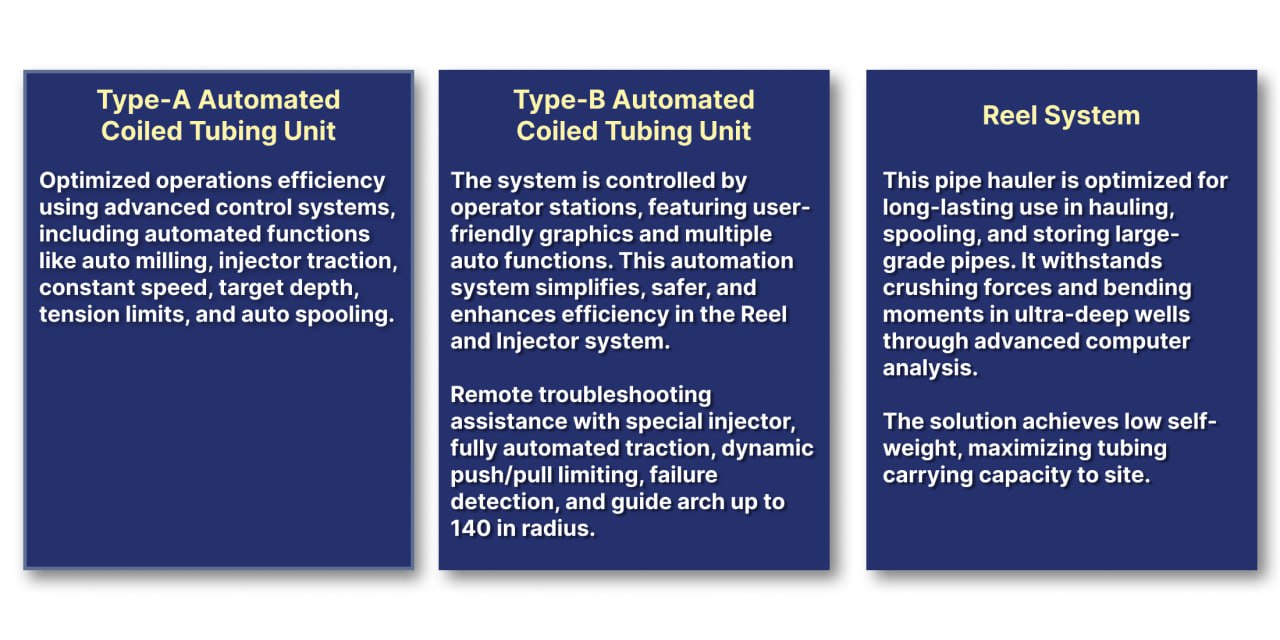 Type-A Automated
Coiled Tubing Unit
Optimized operations efficiency
using advanced control systems,
including automated functions
like auto milling, injector traction,
constant speed, target depth,
tension limits, and auto spooling.
Type-B Automated
Coiled Tubing Unit
The system is controlled by
operator stations, featuring user-
friendly graphics and multiple
auto functions. This automation
system simplifies, safer, and
enhances efficiency in the Reel
and Injector system.
Remote troubleshooting
assistance with special injector,
fully automated traction, dynamic
push/pull limiting, failure
detection, and guide arch up to
140 in radius.
Reel System
This pipe hauler is optimized for
long-lasting use in hauling,
spooling, and storing large-
grade pipes. It withstands
crushing forces and bending
moments in ultra-deep wells
through advanced computer
analysis.
The solution achieves low self-
weight, maximizing tubing
carrying capacity to site.